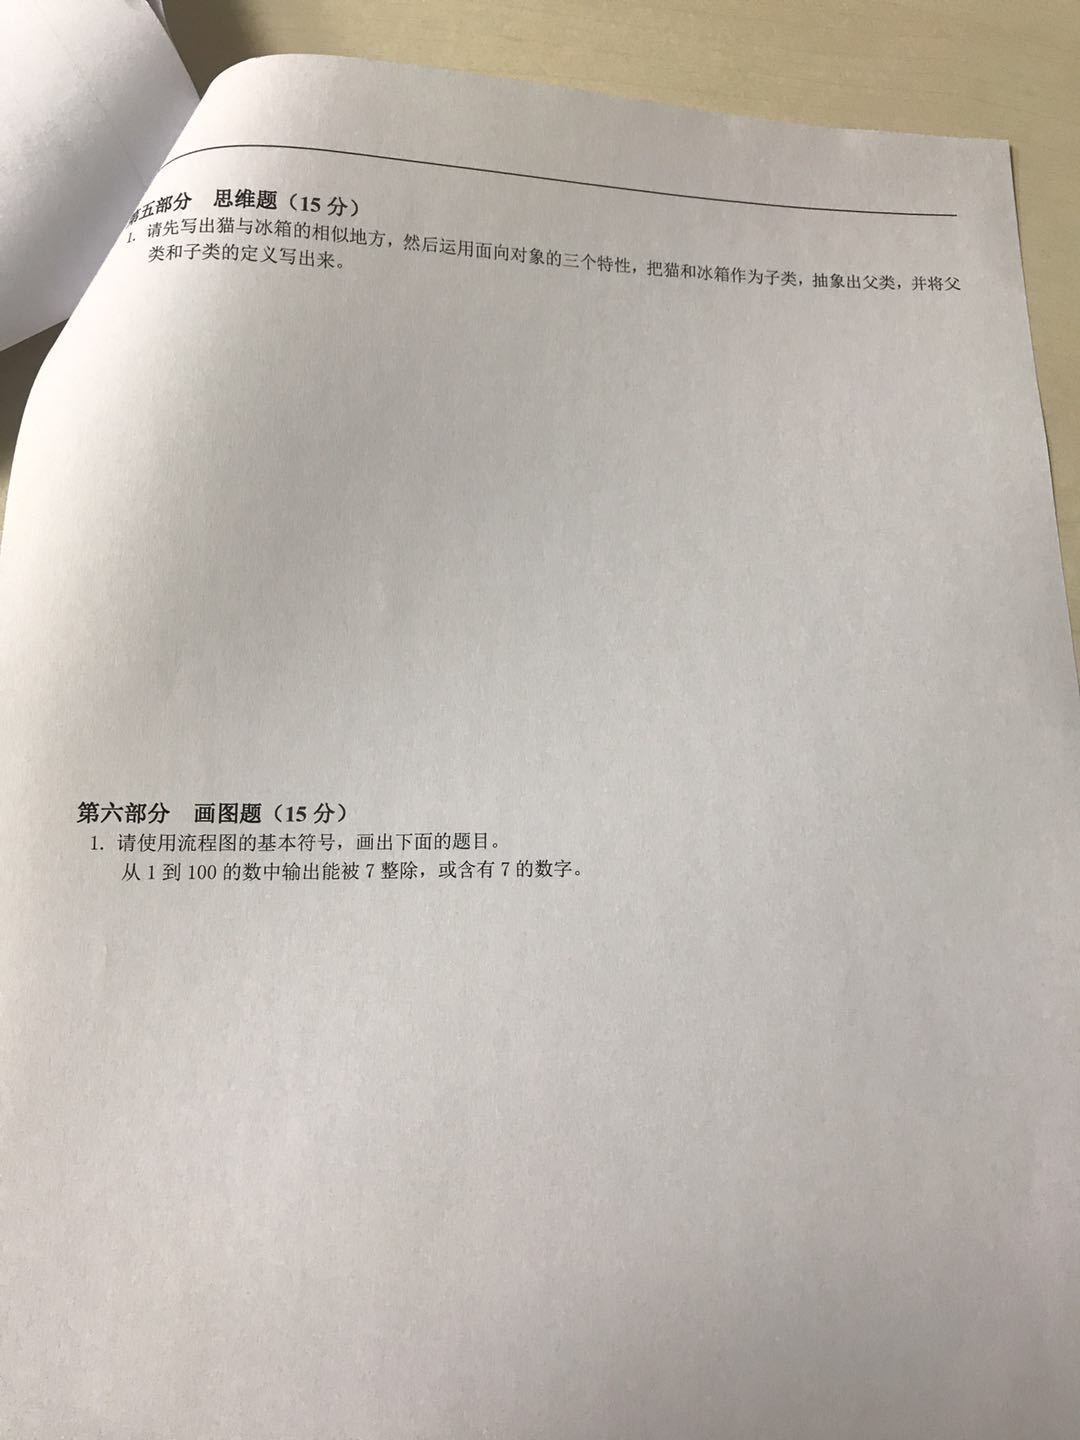 第五部分 思维题（15 分）
1. 请先写出猫与冰箱的相似地方，然后运用面向对象的三个特性，把猫和冰箱作为子类，抽象出父类，并将父
类和子类的定义写出来。
第六部分 画图题（15 分）
1. 请使用流程图的基本符号，画出下面的题目。
从 1 到 100 的数中输出能被 7 整除，或含有 7 的数字。